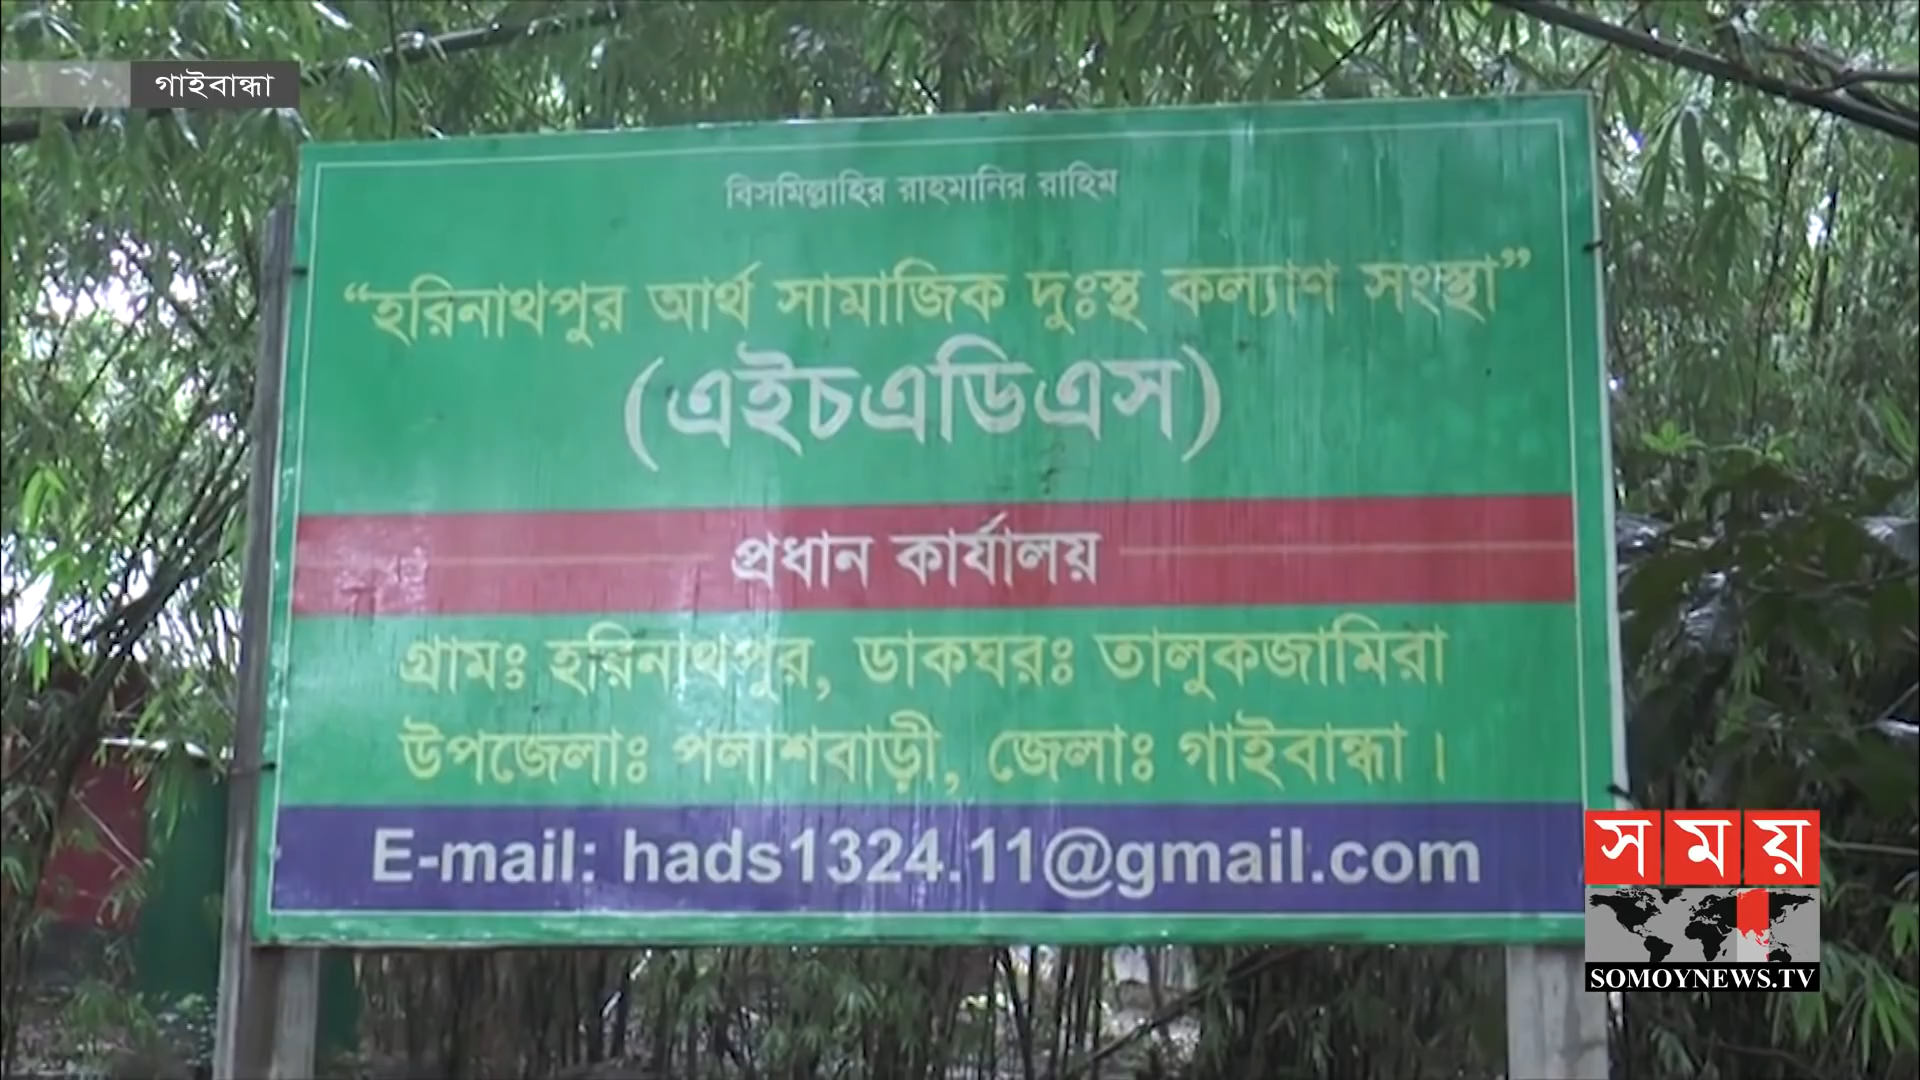 গাইবান্ধা
বিসমিল্লাহির রাহমানির রাহিম
“হরিনাথপুর আর্থ সামাজিক দুঃস্থ কল্যাণ সংস্থা”
(এইচএডিএস)
প্রধান কার্যালয়
গ্রামঃ হরিনাথপুর, ডাকঘরঃ তালুকজামিরা
উপজেলাঃ পলাশবাড়ী, জেলাঃ গাইবান্ধা।
E-mail: hads1324.11@gmail.com
সময়
SOMOYNEWS.TV